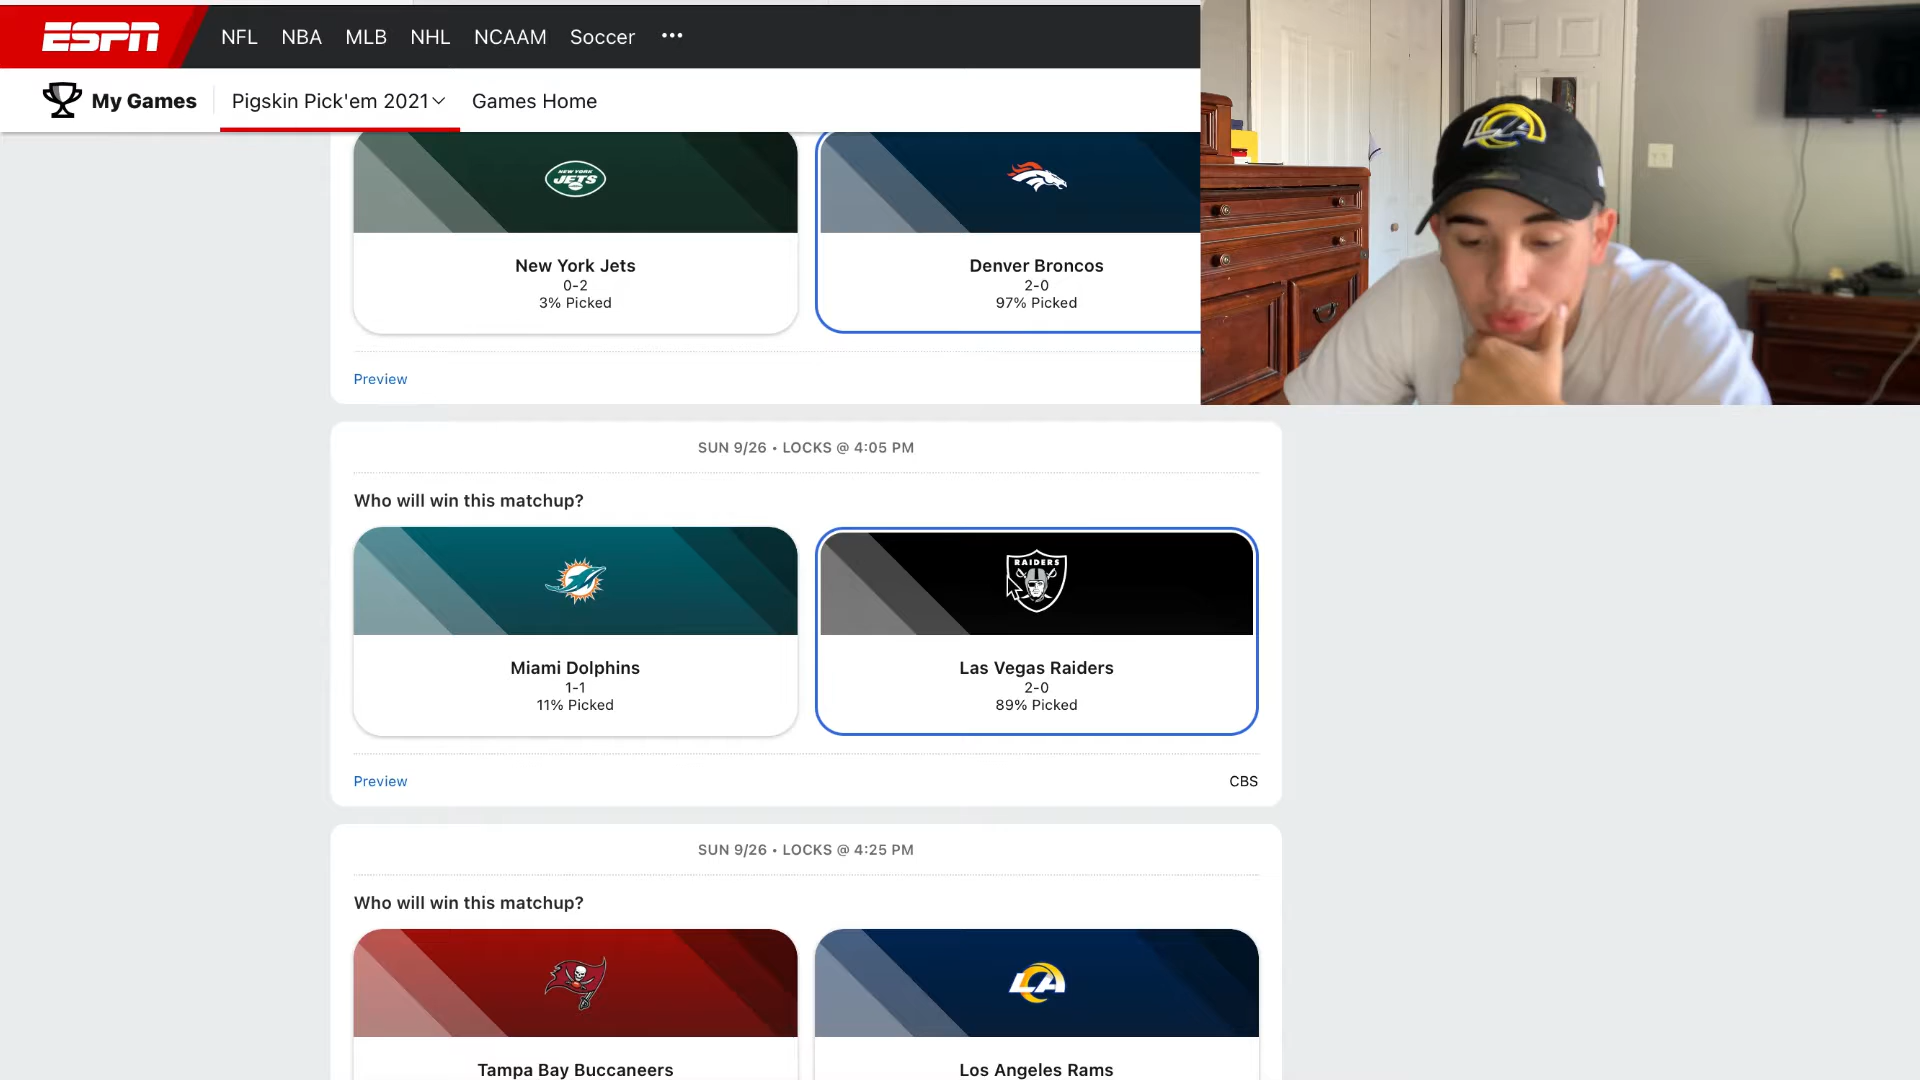 ESPN
NFL NBA MLB NHL NCAAM Soccer •••
My Games Pigskin Pick'em 2021 Games Home
NEW YORK
JETS
New York Jets
0-2
3% Picked
Denver Broncos
2-0
97% Picked
Preview
SUN 9/26 • LOCKS @ 4:05 PM
Who will win this matchup?
RAIDERS
Miami Dolphins
1-1
11% Picked
Las Vegas Raiders
2-0
89% Picked
Preview
CBS
SUN 9/26 • LOCKS @ 4:25 PM
Who will win this matchup?
LA
Tampa Bay Buccaneers
Los Angeles Rams
LA